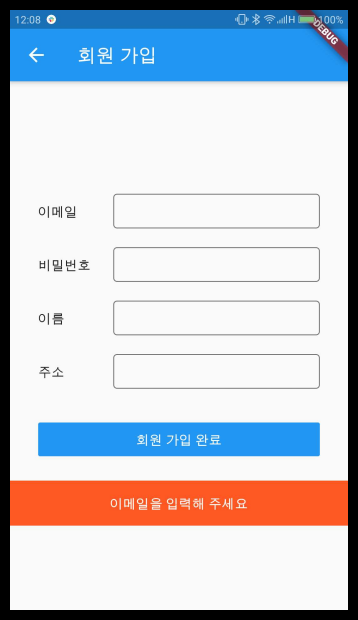 12:08 H 100%
DEBUG
회원 가입
이메일
비밀번호
이름
주소
회원 가입 완료
이메일을 입력해 주세요